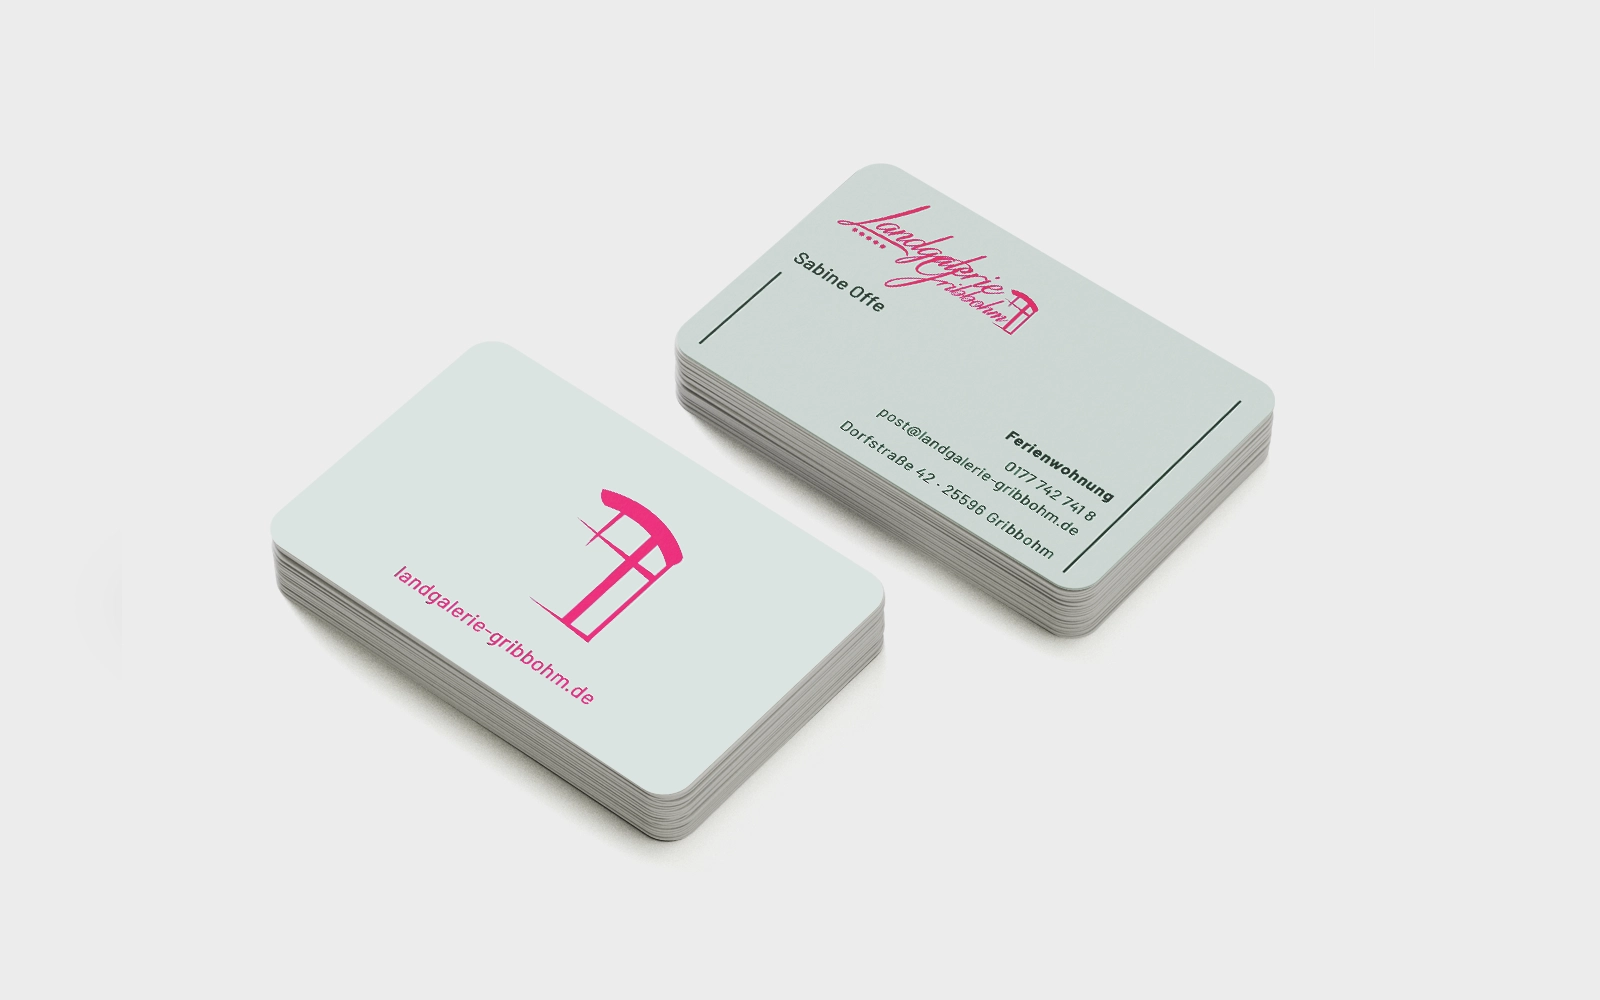 Landgalerie
Gribbohm
Sabine Offe
Ferienwohnung
0177 742 741 8
post@landgalerie-gribbohm.de
Dorfstraße 42 · 25596 Gribbohm
landgalerie-gribbohm.de